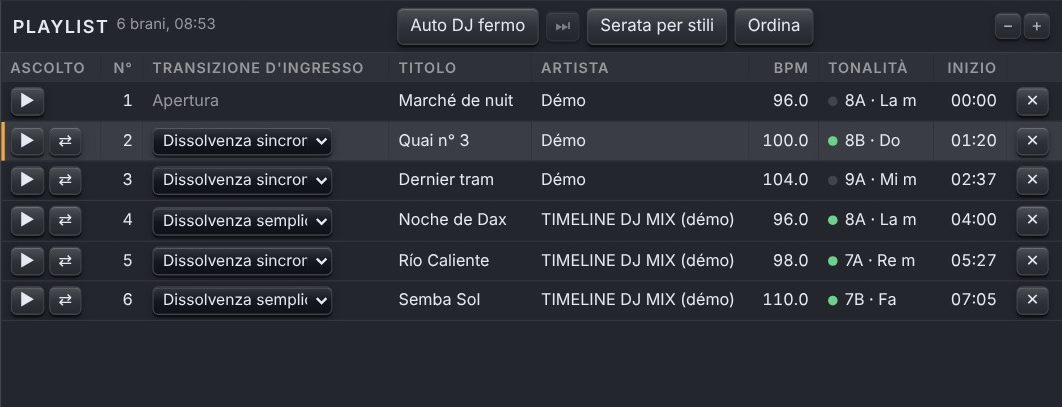 PLAYLIST 6 brani, 08:53 Auto DJ fermo Serata per stili Ordina − +
ASCOLTO N° TRANSIZIONE D'INGRESSO TITOLO ARTISTA BPM TONALITÀ INIZIO
1 Apertura Marché de nuit Démo 96.0 8A · La m 00:00 ×
2 Dissolvenza sincror Quai n° 3 Démo 100.0 8B · Do 01:20 ×
3 Dissolvenza sincror Dernier tram Démo 104.0 9A · Mi m 02:37 ×
4 Dissolvenza semplic Noche de Dax TIMELINE DJ MIX (démo) 96.0 8A · La m 04:00 ×
5 Dissolvenza sincror Río Caliente TIMELINE DJ MIX (démo) 98.0 7A · Re m 05:27 ×
6 Dissolvenza semplic Semba Sol TIMELINE DJ MIX (démo) 110.0 7B · Fa 07:05 ×